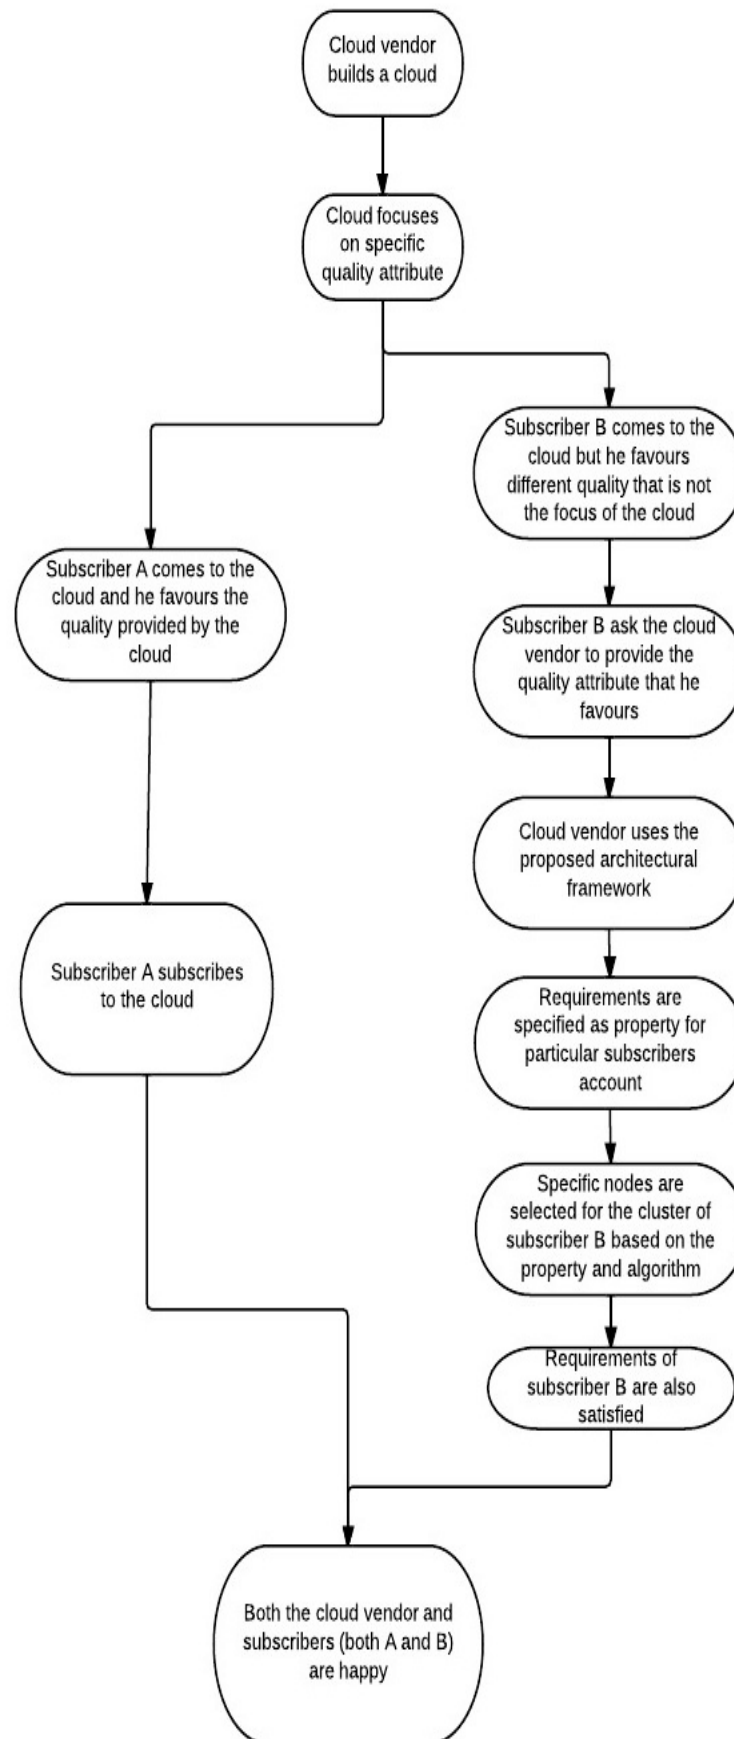 Cloud vendor
builds a cloud
Cloud focuses
on specific
quality attribute
Subscriber B comes to the
cloud but he favours
different quality that is not
the focus of the cloud
Subscriber A comes to the
cloud and he favours the
quality provided by the
cloud
Subscriber B ask the cloud
vendor to provide the
quality attribute that he
favours
Cloud vendor uses the
proposed architectural
framework
Subscriber A subscribes
to the cloud
Requirements are
specified as property for
particular subscribers
account
Specific nodes are
selected for the cluster of
subscriber B based on the
property and algorithm
Requirements of
subscriber B are also
satisfied
Both the cloud vendor and
subscribers (both A and B)
are happy